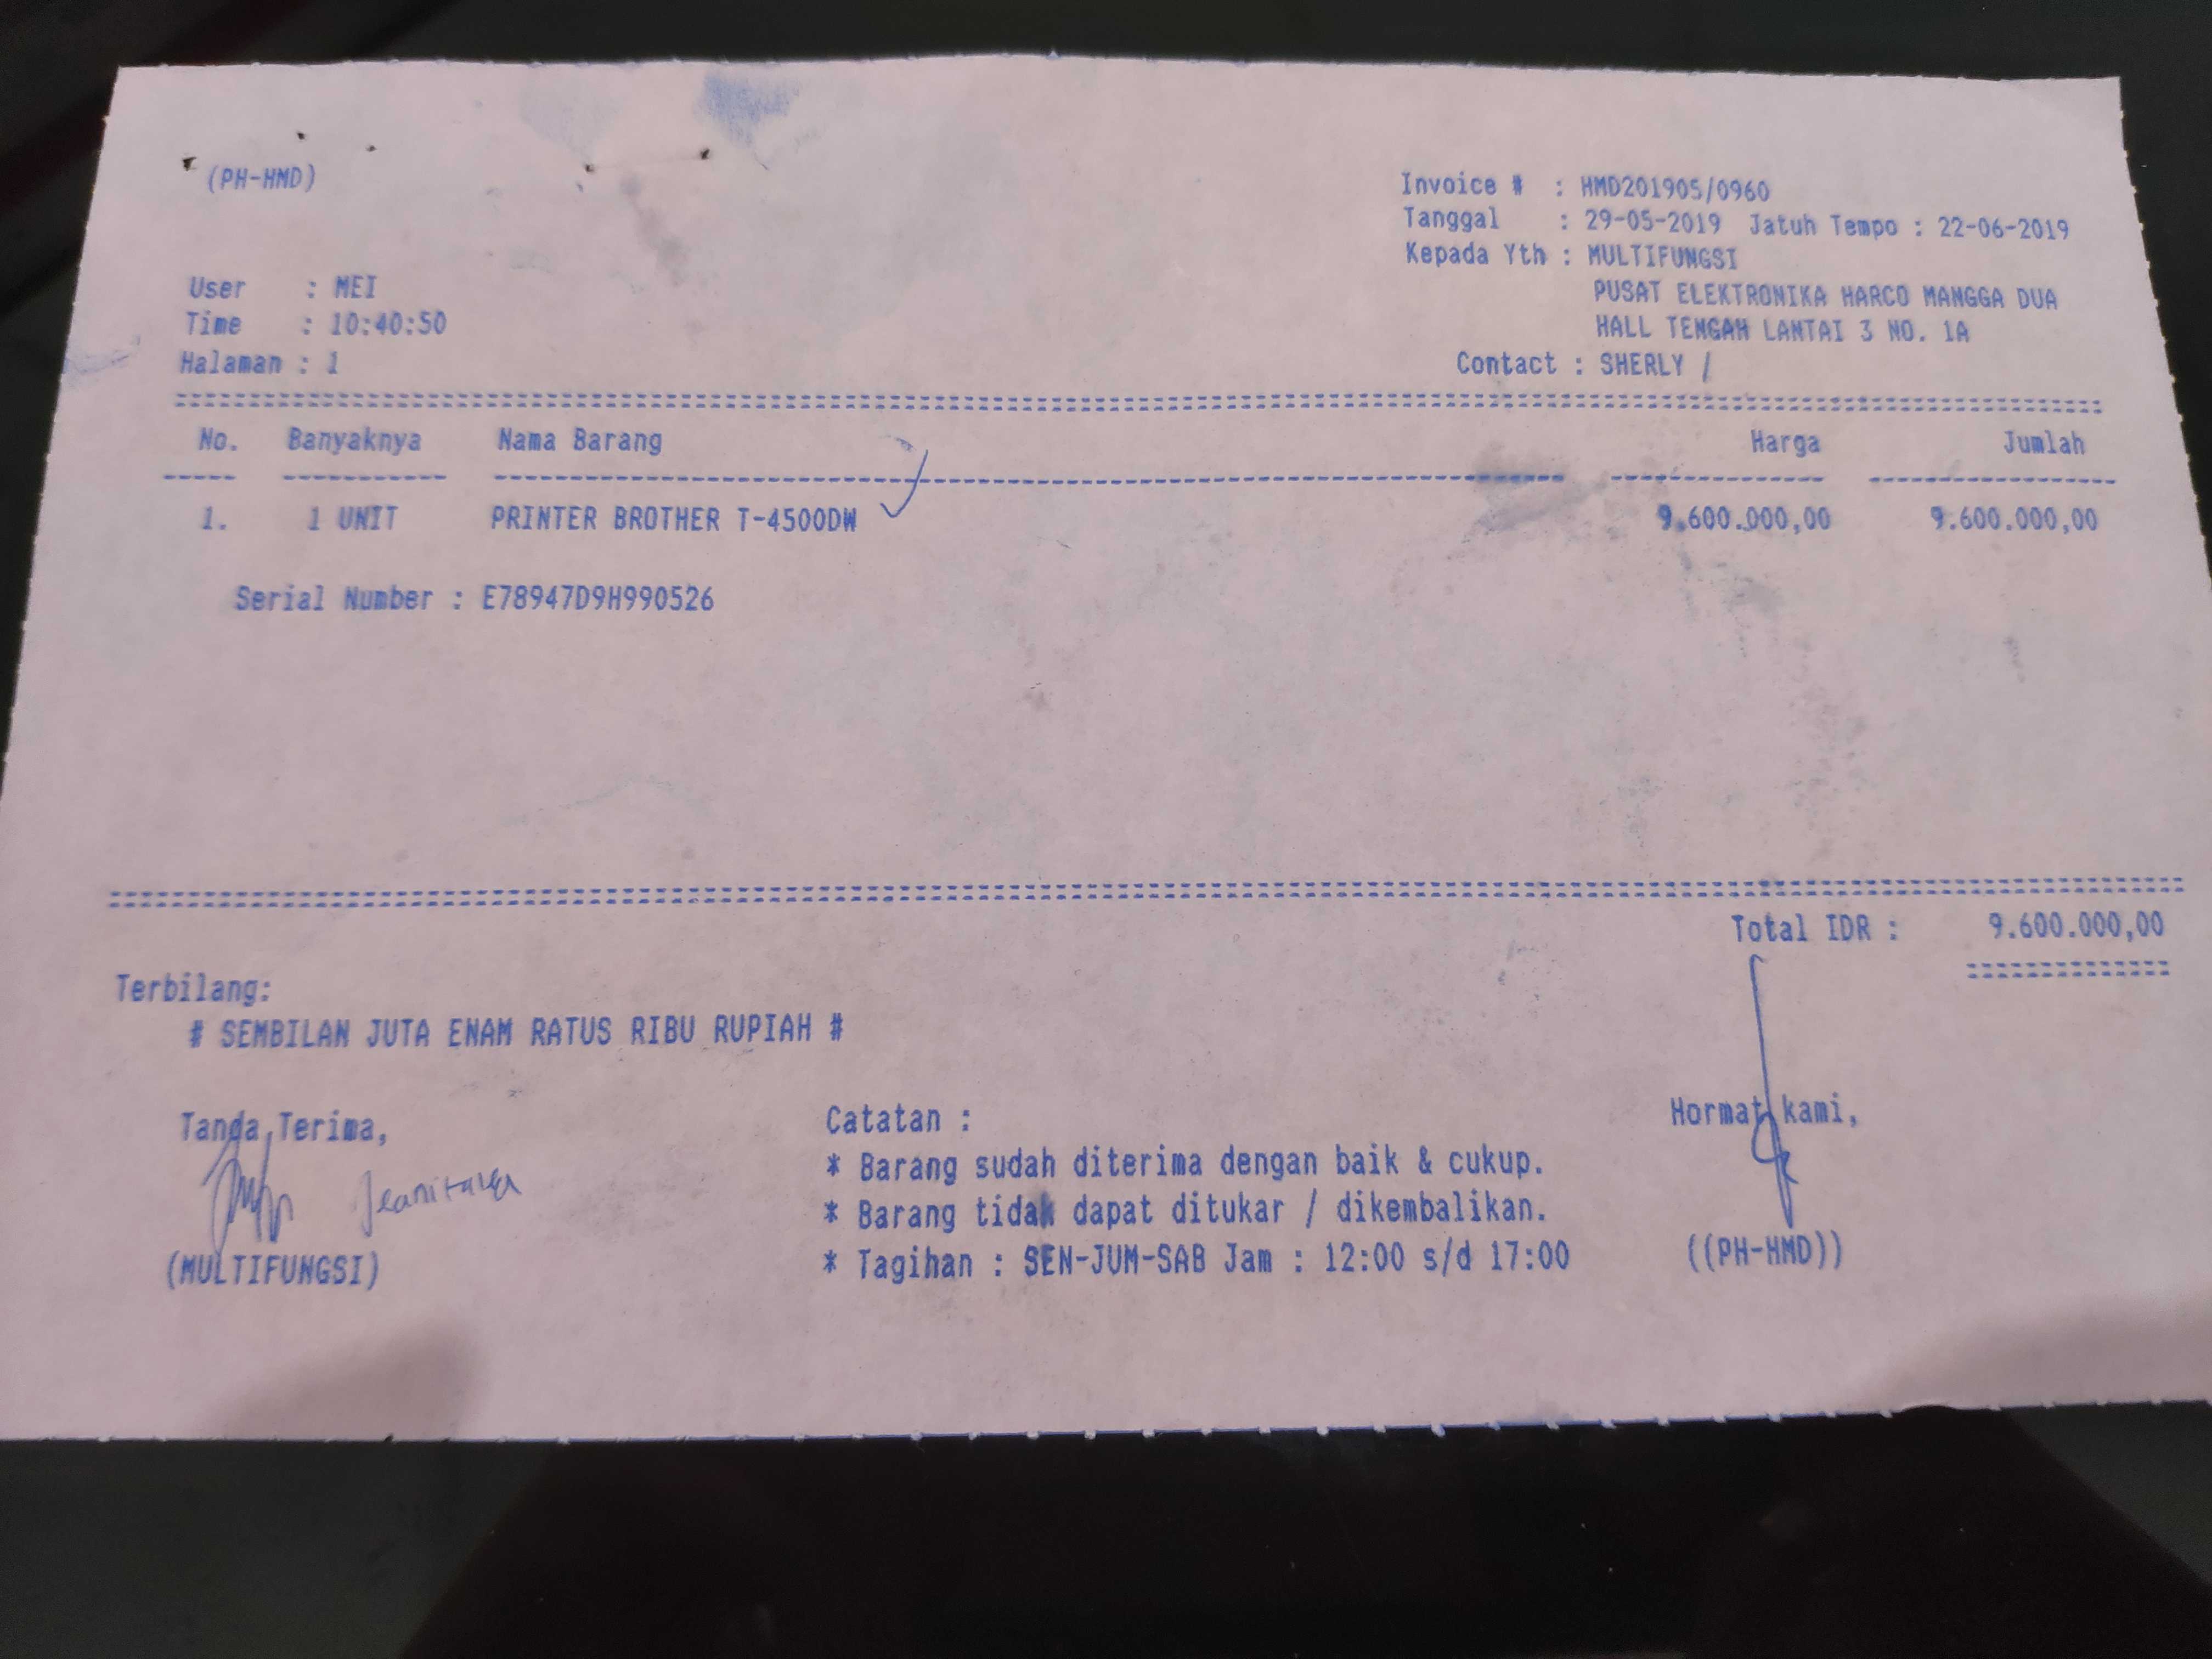 (PH-HMD)
Invoice # : HMD201905/0960
Tanggal : 29-05-2019 Jatuh Tempo : 22-06-2019
Kepada Yth : MULTIFUNGSI
PUSAT ELEKTRONIKA HARCO MANGGA DUA
HALL TENGAH LANTAI 3 NO. 1A
Contact : SHERLY /
User : MEI
Time : 10:40:50
Halaman : 1
No. Banyaknya Nama Barang Harga Jumlah
1. 1 UNIT PRINTER BROTHER T-4500DW 9.600.000,00 9.600.000,00
Serial Number : E78947D9H990526
Total IDR : 9.600.000,00
Terbilang:
# SEMBILAN JUTA ENAM RATUS RIBU RUPIAH #
Tanda Terima,
(MULTIFUNGSI)
Catatan :
* Barang sudah diterima dengan baik & cukup.
* Barang tidak dapat ditukar / dikembalikan.
* Tagihan : SEN-JUM-SAB Jam : 12:00 s/d 17:00
Hormat kami,
((PH-HMD))